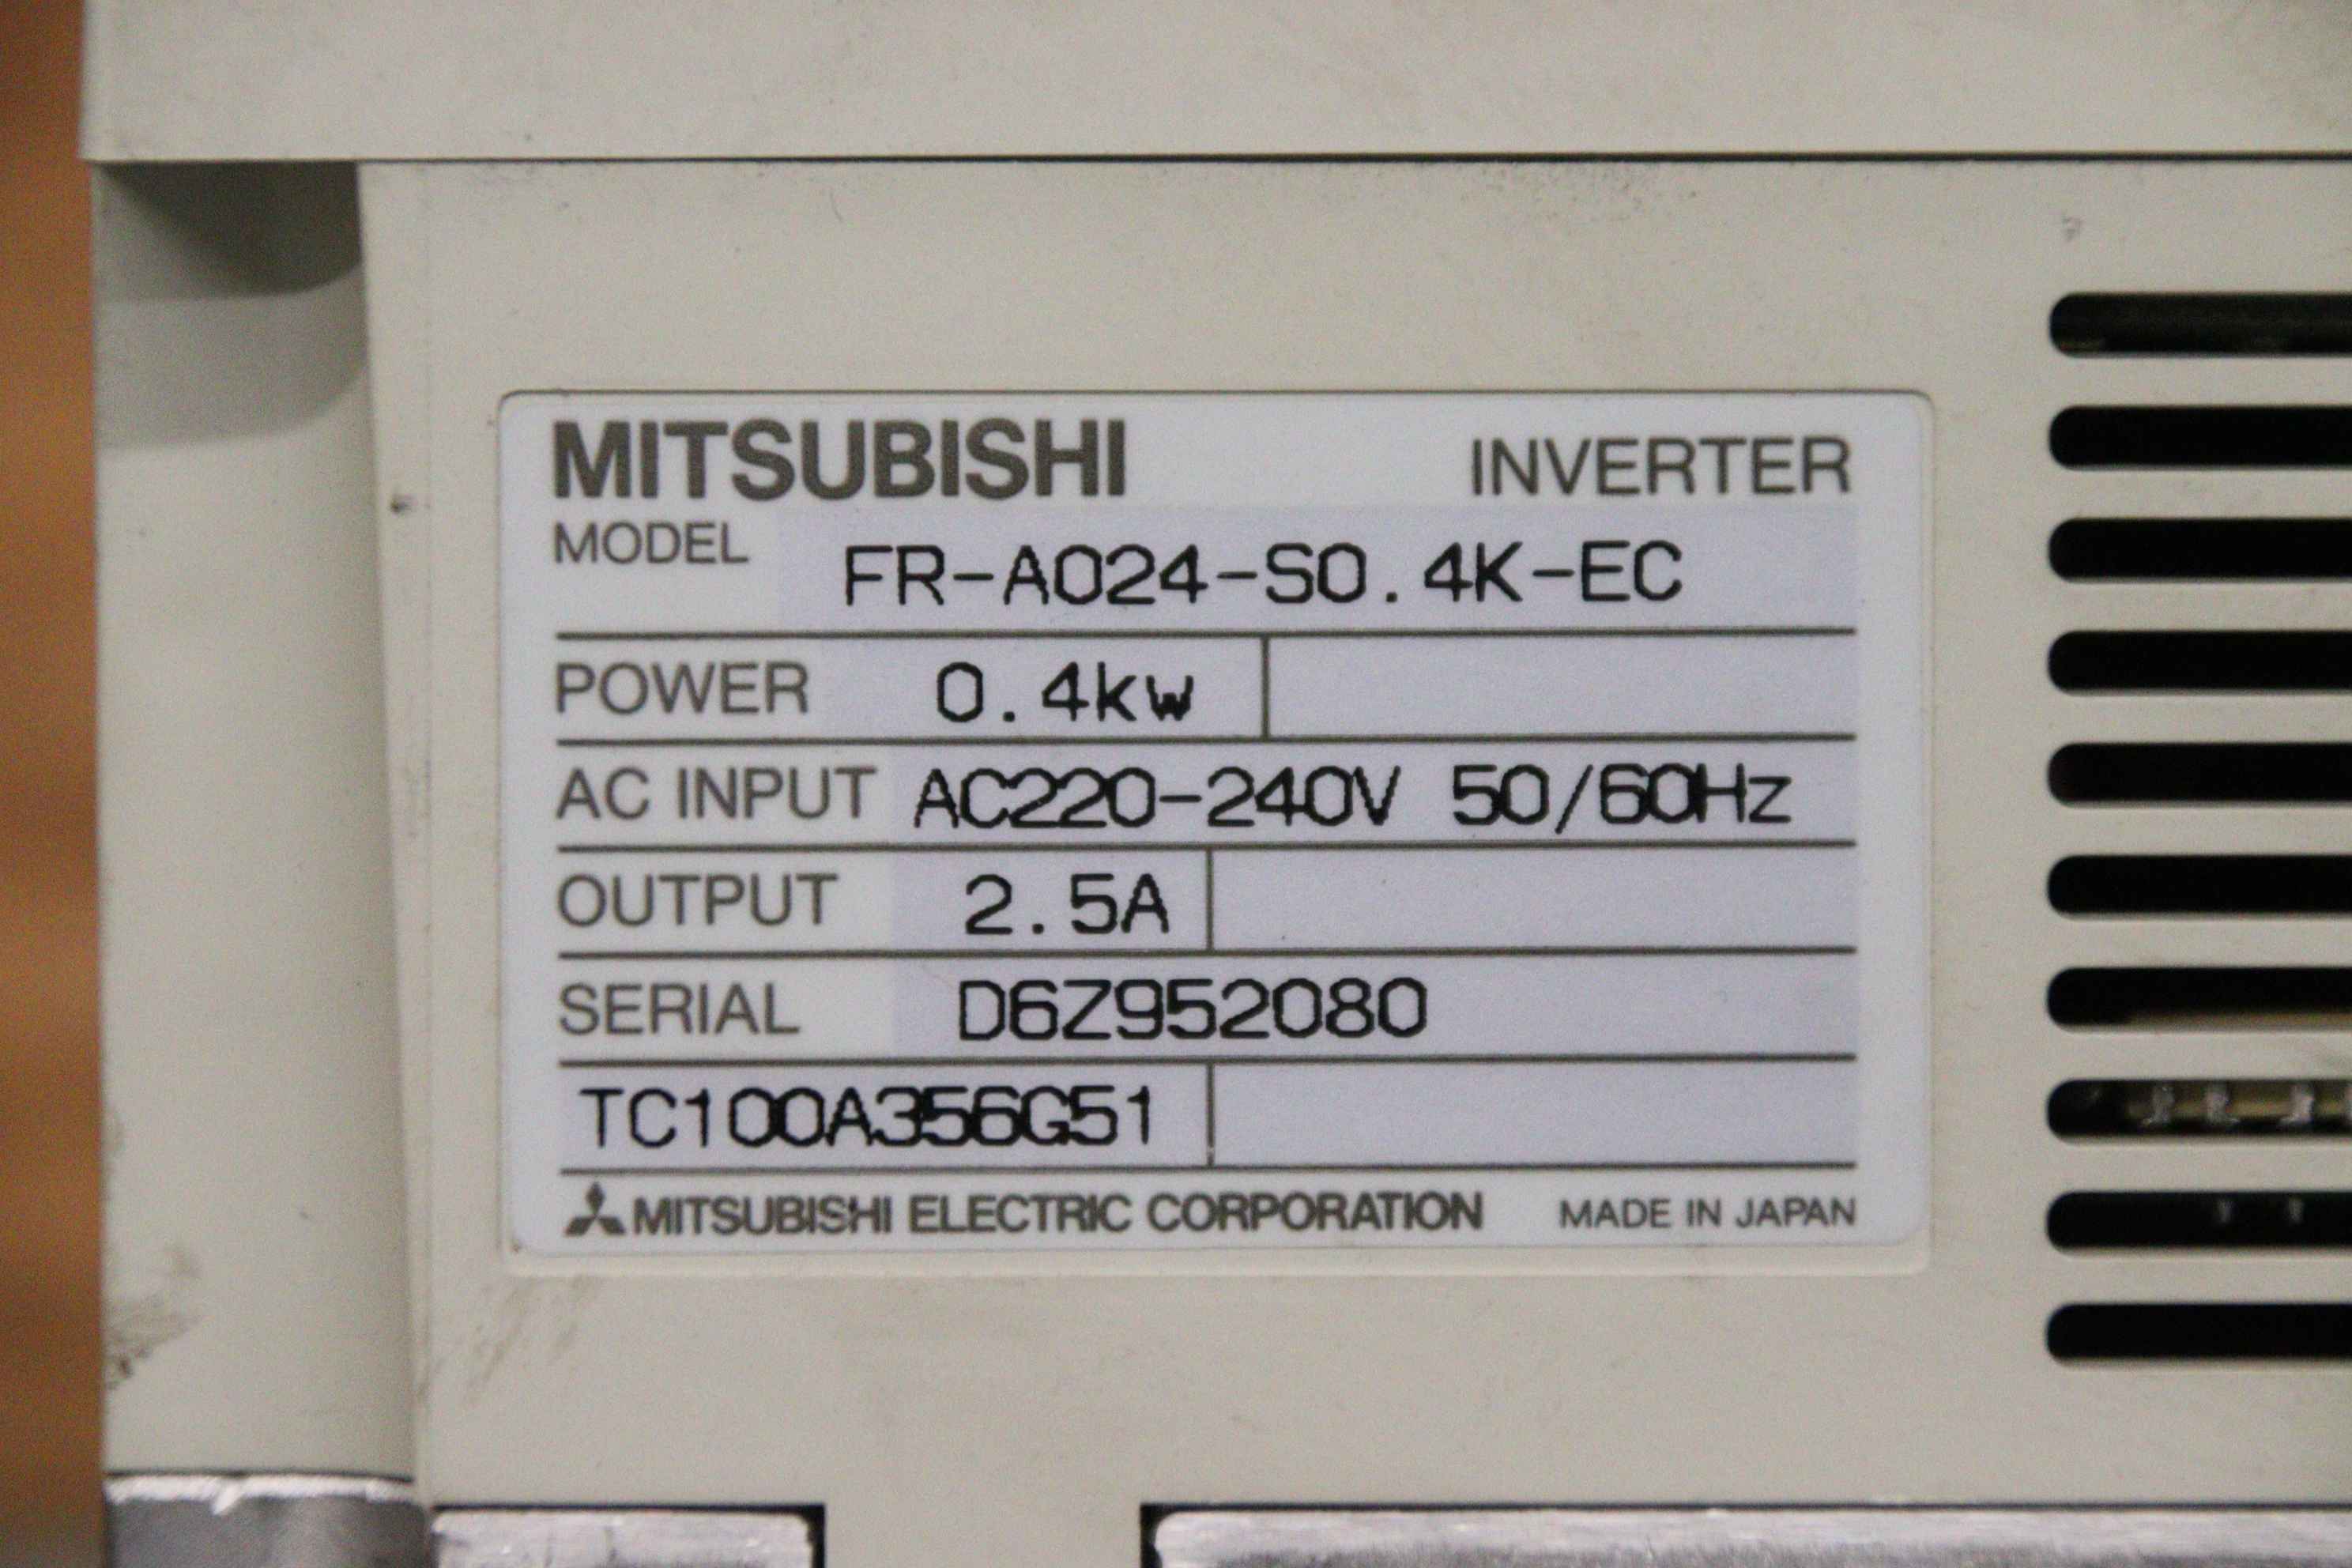 MITSUBISHI INVERTER
MODEL FR-A024-S0.4K-EC
POWER 0.4kw
AC INPUT AC220-240V 50/60Hz
OUTPUT 2.5A
SERIAL D6Z952080
TC100A356G51
MITSUBISHI ELECTRIC CORPORATION MADE IN JAPAN